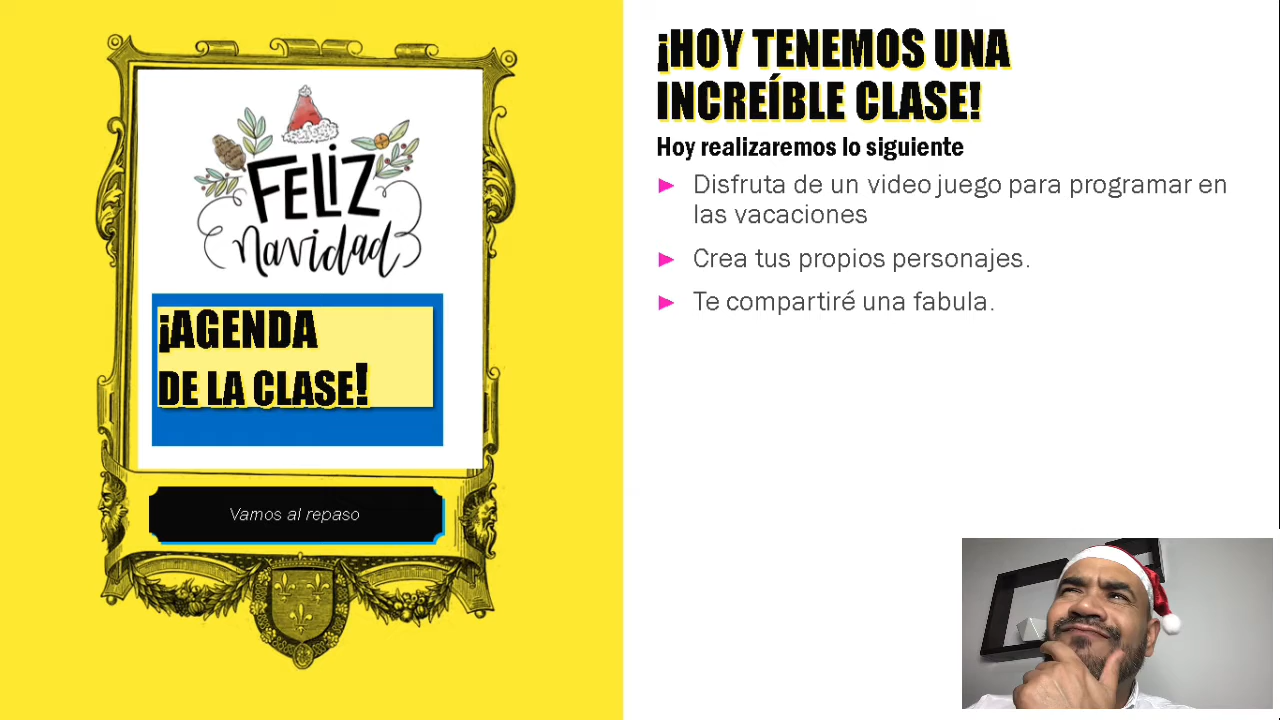 FELIZ
Navidad
¡AGENDA
DE LA CLASE!
Vamos al repaso
¡HOY TENEMOS UNA
INCREÍBLE CLASE!
Hoy realizaremos lo siguiente
► Disfruta de un video juego para programar en
las vacaciones
► Crea tus propios personajes.
► Te compartiré una fabula.